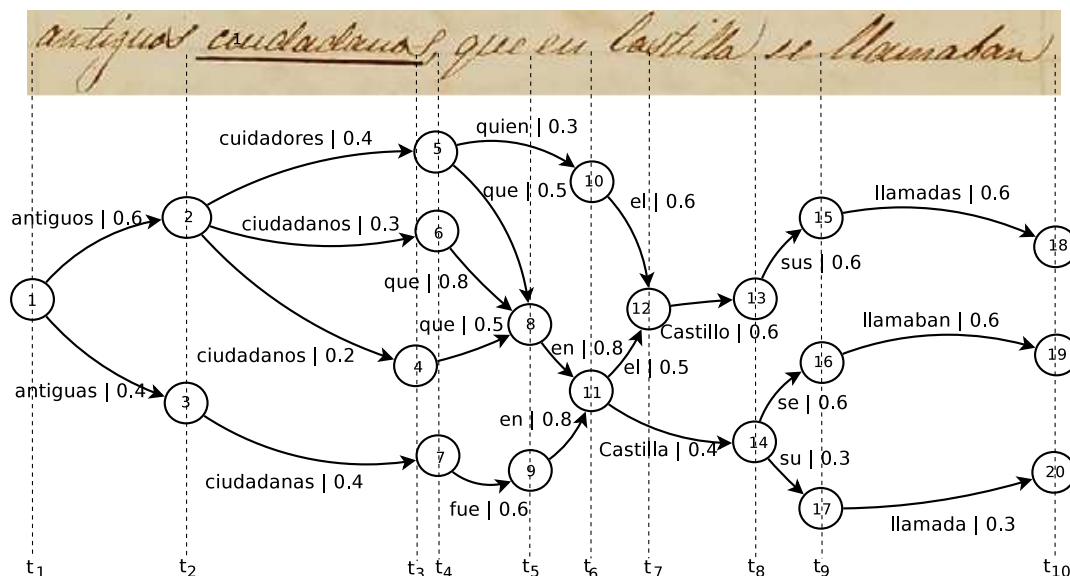 antiguos ciudadanos, que en Castilla se llamaban
cuidadores | 0.4
quien | 0.3
antiguos | 0.6
ciudadanos | 0.3
que | 0.5
el | 0.6
llamadas | 0.6
que | 0.8
sus | 0.6
ciudadanos | 0.2
que | 0.5
en | 0.8
Castillo | 0.6
llamaban | 0.6
el | 0.5
antiguas | 0.4
en | 0.8
Castilla | 0.4
se | 0.6
su | 0.3
ciudadanas | 0.4
fue | 0.6
llamada | 0.3
1
2
3
4
5
6
7
8
9
10
11
12
13
14
15
16
17
18
19
20
t1 t2 t3 t4 t5 t6 t7 t8 t9 t10